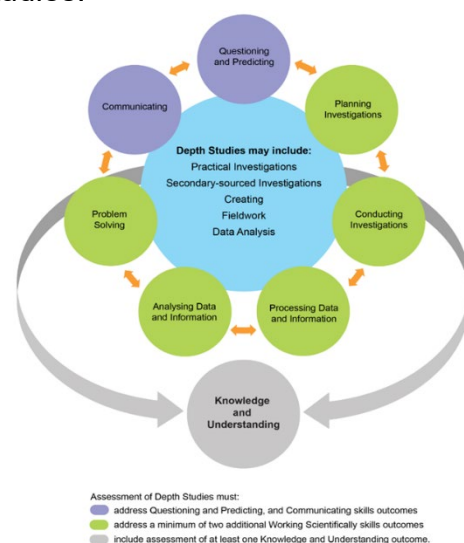 Questioning
and Predicting
Communicating
Planning
Investigations
Depth Studies may include:
Practical Investigations
Secondary-sourced Investigations
Creating
Fieldwork
Data Analysis
Problem
Solving
Conducting
Investigations
Analysing Data
and Information
Processing Data
and Information
Knowledge
and
Understanding
Assessment of Depth Studies must:
address Questioning and Predicting, and Communicating skills outcomes
address a minimum of two additional Working Scientifically skills outcomes
include assessment of at least one Knowledge and Understanding outcome.